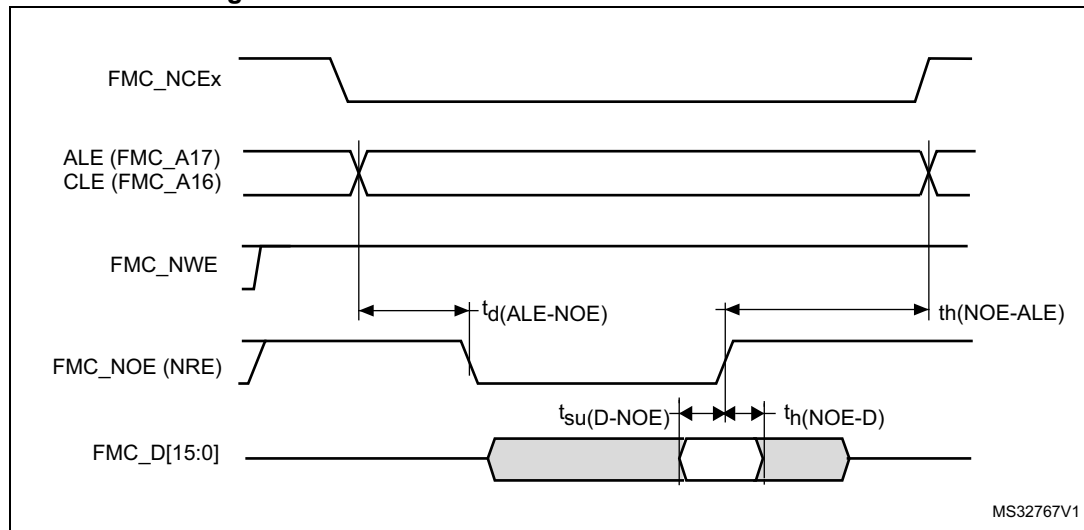 FMC_NCEx
ALE (FMC_A17)
CLE (FMC_A16)
FMC_NWE
td(ALE-NOE)
th(NOE-ALE)
FMC_NOE (NRE)
tsu(D-NOE)
th(NOE-D)
FMC_D[15:0]
MS32767V1